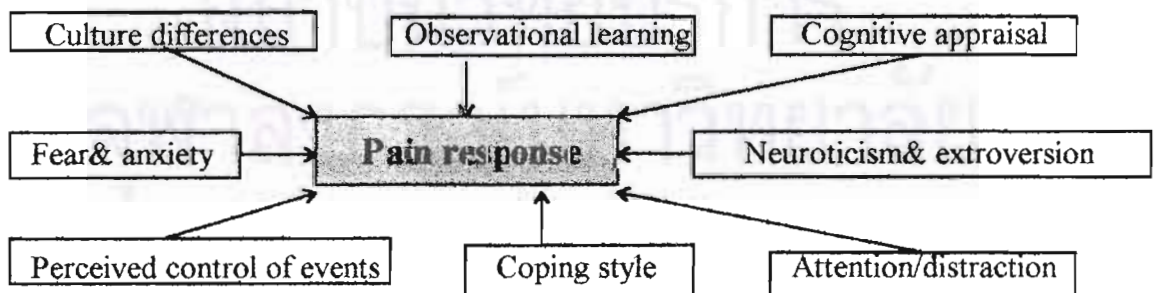 Culture differences
Observational learning
Cognitive appraisal
Fear& anxiety
Pain response
Neuroticism& extroversion
Perceived control of events
Coping style
Attention/distraction